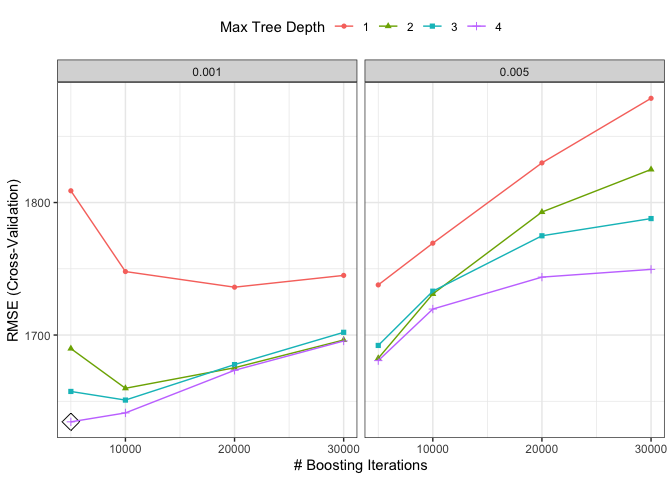 Max Tree Depth 1 2 3 4
0.001 0.005
1800
1700
RMSE (Cross-Validation)
10000 20000 30000 10000 20000 30000
# Boosting Iterations